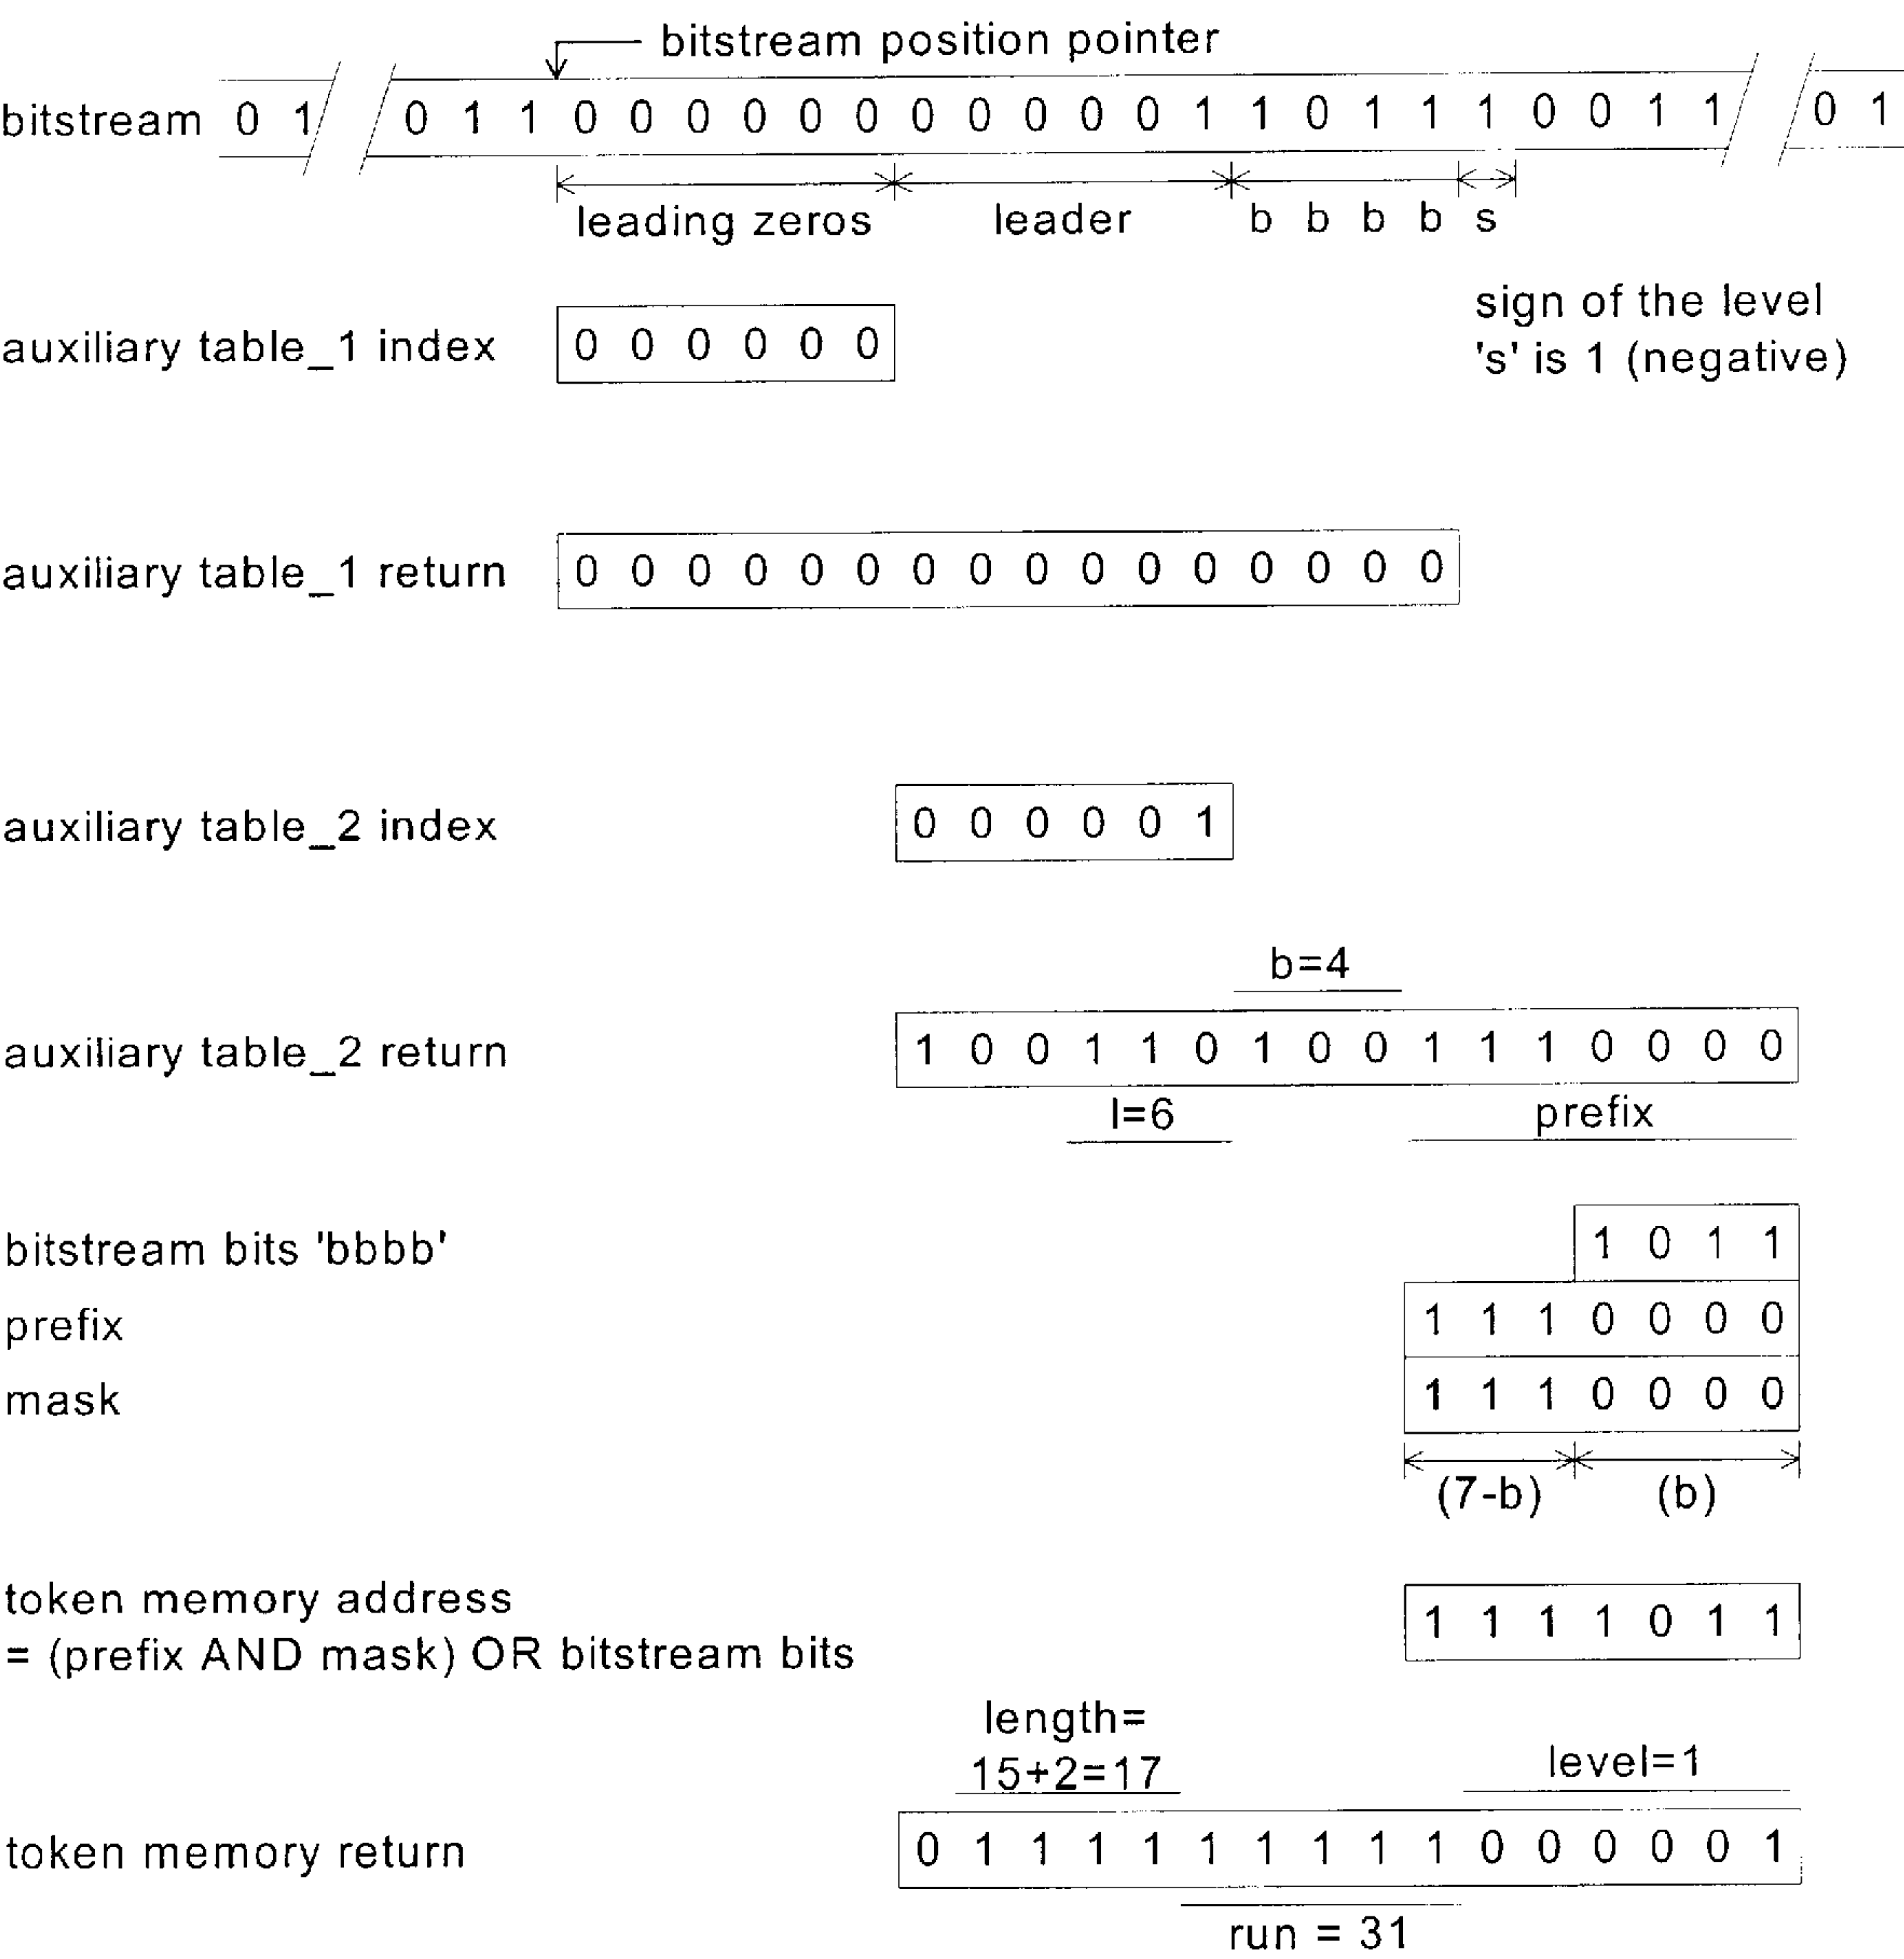 bitstream position pointer
bitstream 0 1 0 1 1 0 0 0 0 0 0 0 0 0 0 0 1 1 0 1 1 1 0 0 1 1 0 1
leading zeros leader b b b b s
sign of the level
's' is 1 (negative)
auxiliary table_1 index 0 0 0 0 0 0
auxiliary table_1 return 0 0 0 0 0 0 0 0 0 0 0 0 0 0 0 0
auxiliary table_2 index 0 0 0 0 0 1
b=4
auxiliary table_2 return 1 0 0 1 1 0 1 0 0 1 1 1 0 0 0 0
l=6 prefix
bitstream bits 'bbbb' 1 0 1 1
prefix 1 1 1 0 0 0 0
mask 1 1 1 0 0 0 0
(7-b) (b)
token memory address
= (prefix AND mask) OR bitstream bits 1 1 1 1 0 1 1
length=
15+2=17 level=1
token memory return 0 1 1 1 1 1 1 1 1 1 0 0 0 0 0 1
run = 31